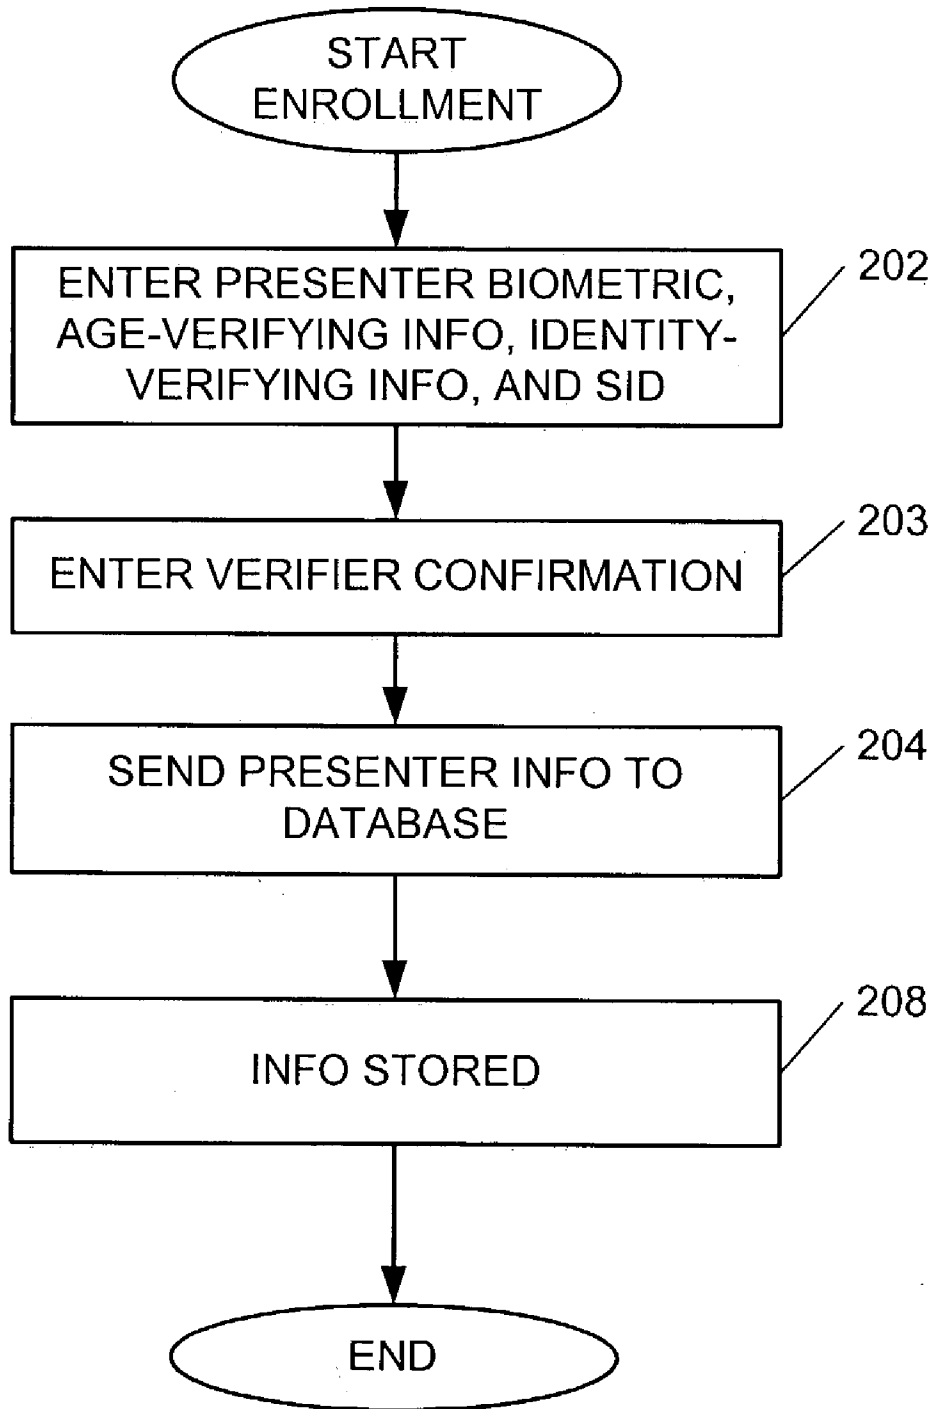 START
ENROLLMENT
ENTER PRESENTER BIOMETRIC,
AGE-VERIFYING INFO, IDENTITY-
VERIFYING INFO, AND SID
202
ENTER VERIFIER CONFIRMATION
203
SEND PRESENTER INFO TO
DATABASE
204
INFO STORED
208
END